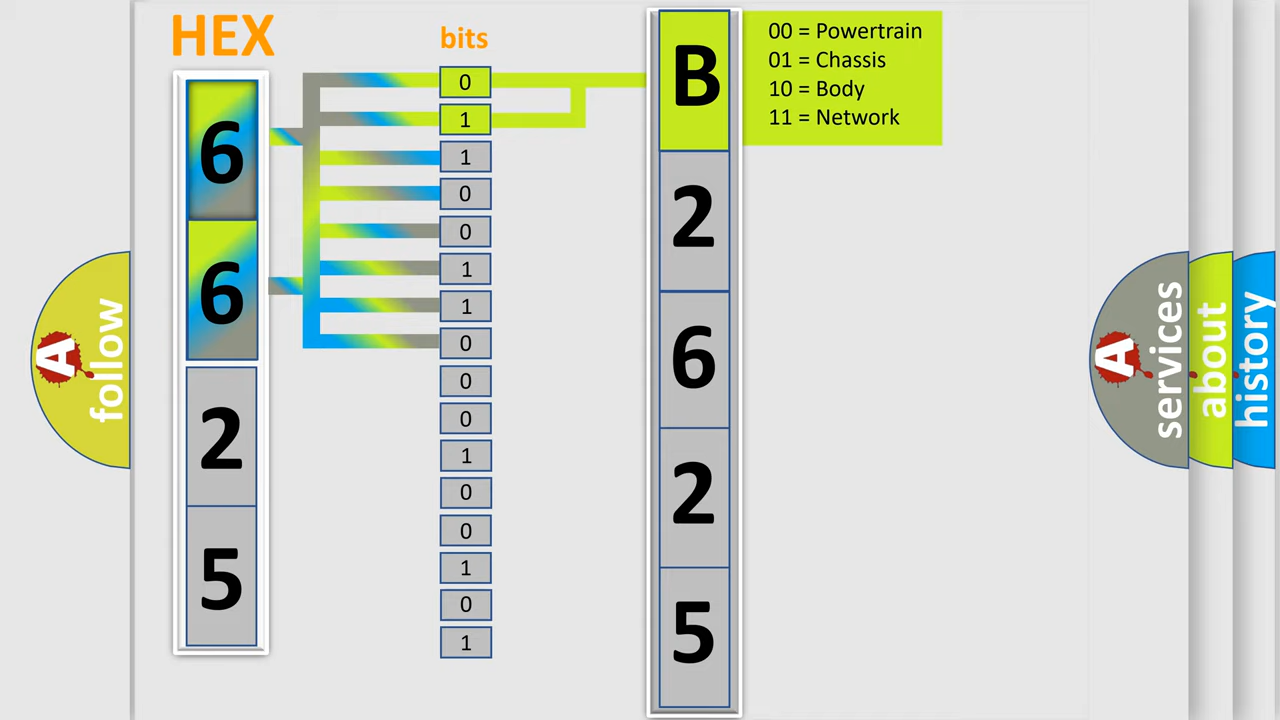 HEX
6
6
2
5
bits
0
1
1
0
0
1
1
0
0
0
1
0
0
1
0
1
B
2
6
2
5
00 = Powertrain
01 = Chassis
10 = Body
11 = Network
A
follow
A
services
about
history